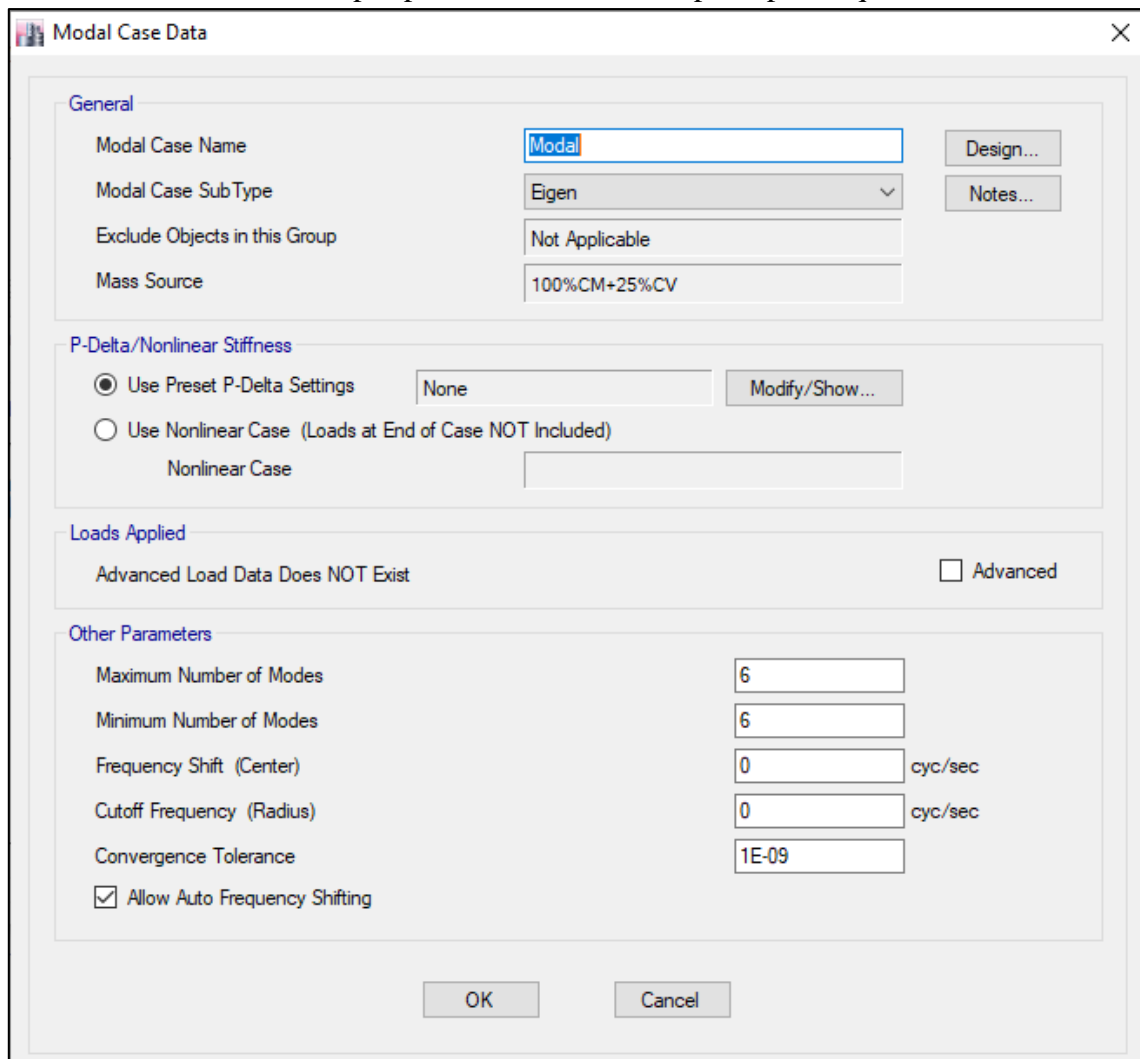 Modal Case Data
General
Modal Case Name Modal Design...
Modal Case SubType Eigen Notes...
Exclude Objects in this Group Not Applicable
Mass Source 100%CM+25%CV
P-Delta/Nonlinear Stiffness
Use Preset P-Delta Settings None Modify/Show...
Use Nonlinear Case (Loads at End of Case NOT Included)
Nonlinear Case
Loads Applied
Advanced Load Data Does NOT Exist Advanced
Other Parameters
Maximum Number of Modes 6
Minimum Number of Modes 6
Frequency Shift (Center) 0 cyc/sec
Cutoff Frequency (Radius) 0 cyc/sec
Convergence Tolerance 1E-09
Allow Auto Frequency Shifting
OK Cancel